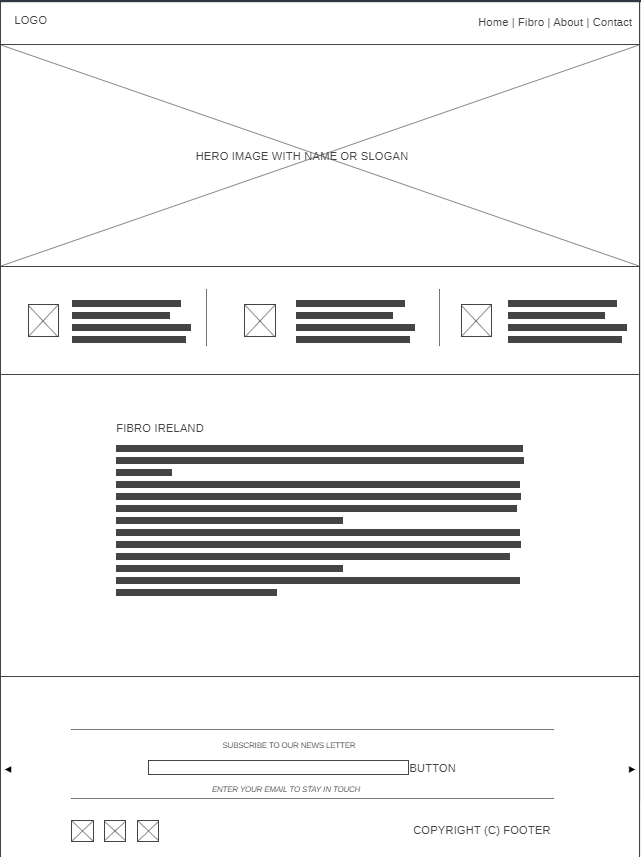 LOGO
Home | Fibro | About | Contact
HERO IMAGE WITH NAME OR SLOGAN
FIBRO IRELAND
SUBSCRIBE TO OUR NEWS LETTER
BUTTON
ENTER YOUR EMAIL TO STAY IN TOUCH
COPYRIGHT (C) FOOTER